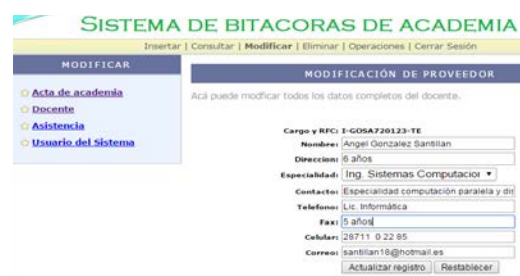 SISTEMA DE BITACORAS DE ACADEMIA
Insertar | Consultar | Modificar | Eliminar | Operaciones | Cerrar Sesión
MODIFICAR
Acta de academia
Docente
Asistencia
Usuario del Sistema
MODIFICACIÓN DE PROVEEDOR
Acá puede modficar todos los datos completos del docente.
Cargo y RFC: I-GOSA720123-TE
Nombre: Angel Gonzalez Santillan
Direccion: 6 años
Especialidad: Ing. Sistemas Computacior
Contacto: Especialidad computación paralela y dis
Telefono: Lic. Informática
Fax: 5 años
Celular: 28711 0 22 85
Correo: santillan18@hotmail.es
Actualizar registro Restablecer